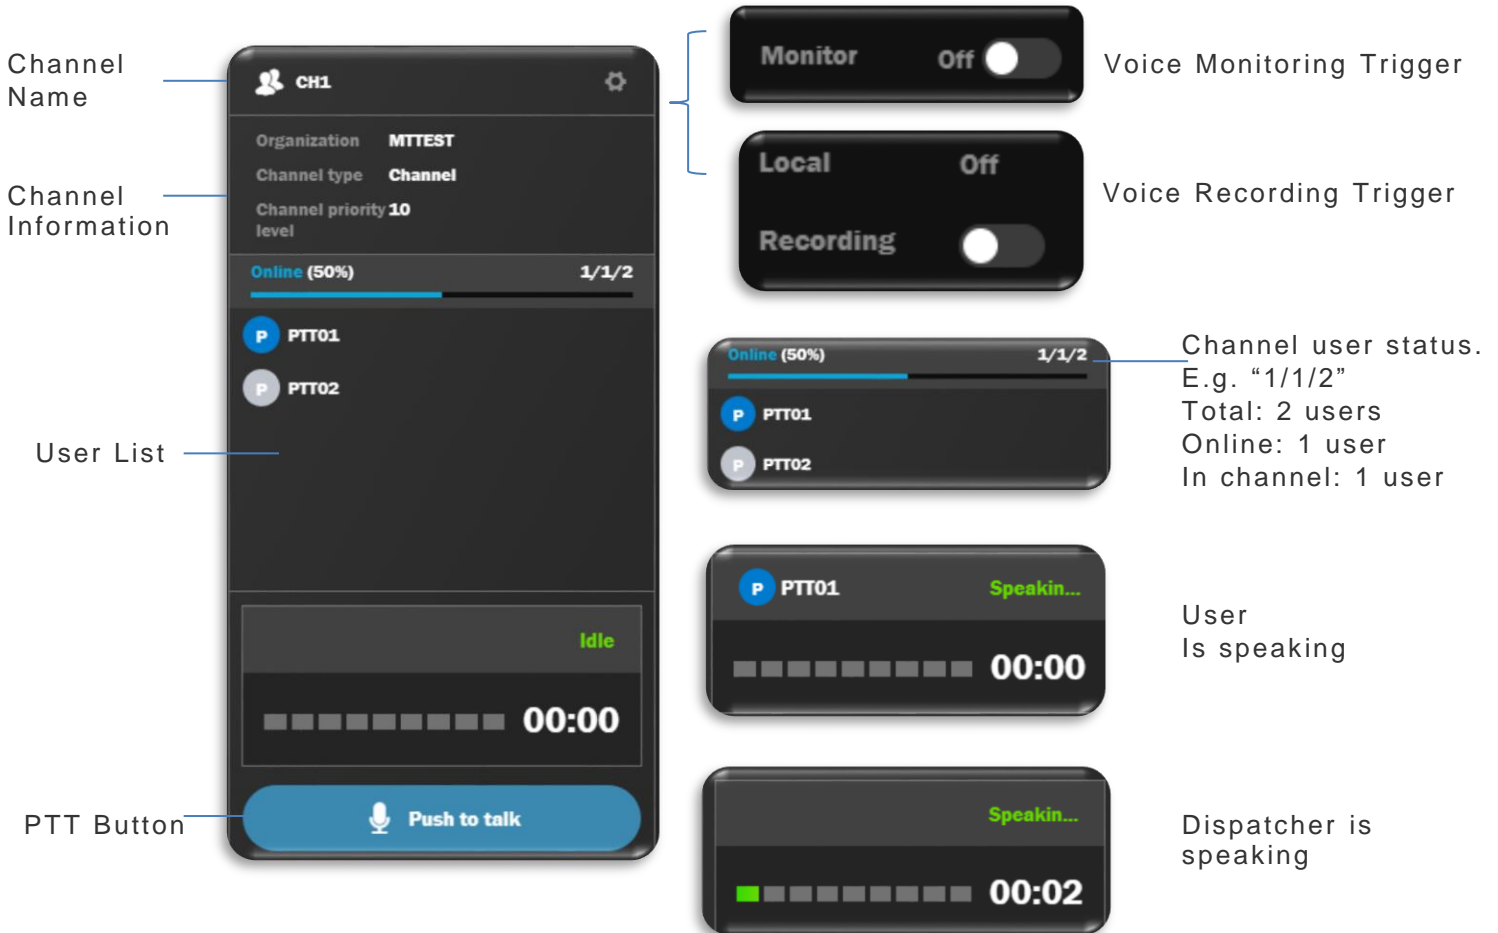 Channel
Name
Channel
Information
User List
PTT Button
CH1
Organization MTTEST
Channel type Channel
Channel priority 10
level
Online (50%) 1/1/2
P PTT01
P PTT02
Idle
00:00
Push to talk
Monitor Off
Voice Monitoring Trigger
Local Off
Recording
Voice Recording Trigger
Online (50%) 1/1/2
P PTT01
P PTT02
Channel user status.
E.g. “1/1/2”
Total: 2 users
Online: 1 user
In channel: 1 user
P PTT01 Speakin...
00:00
User
Is speaking
Speakin...
00:02
Dispatcher is
speaking